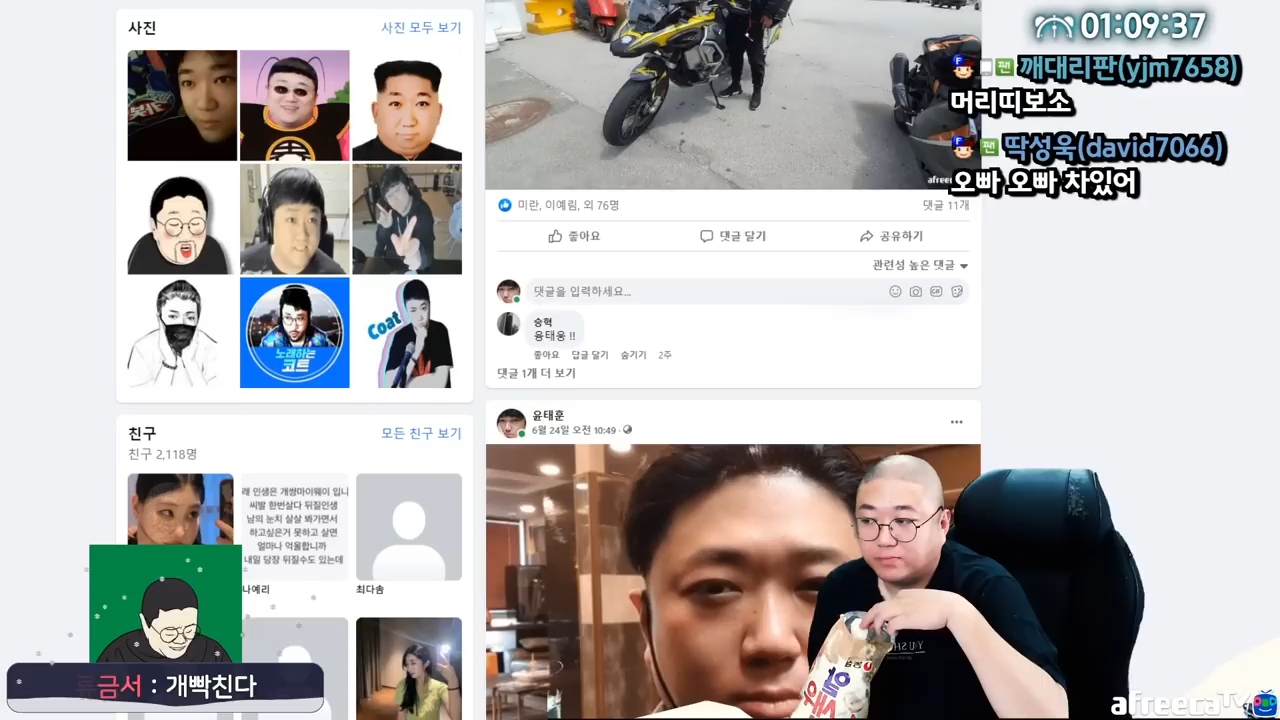 사진
사진 모두 보기
Coat
노래하는
코트
친구
모든 친구 보기
친구 2,118명
래 인생은 개썅마이웨이 입니
씨발 한번살다 뒤질인생
남의 눈치 살살 봐가면서
하고싶은거 못하고 살면
얼마나 억울합니까
내일 당장 뒤질수도 있는데
나예리
최다솜
류금서 : 개빡친다
미란, 이예림, 외 76명
댓글 11개
좋아요
댓글 달기
공유하기
관련성 높은 댓글
댓글을 입력하세요...
GIF
승혁
용태웅 !!
좋아요 답글 달기 숨기기 2주
댓글 1개 더 보기
윤태훈
6월 24일 오전 10:49 ·
01:09:37
F 팬 깨대리판(yjm7658)
머리띠보소
F 팬 딱성욱(david7066)
오빠 오빠 차있어
afreecaTV